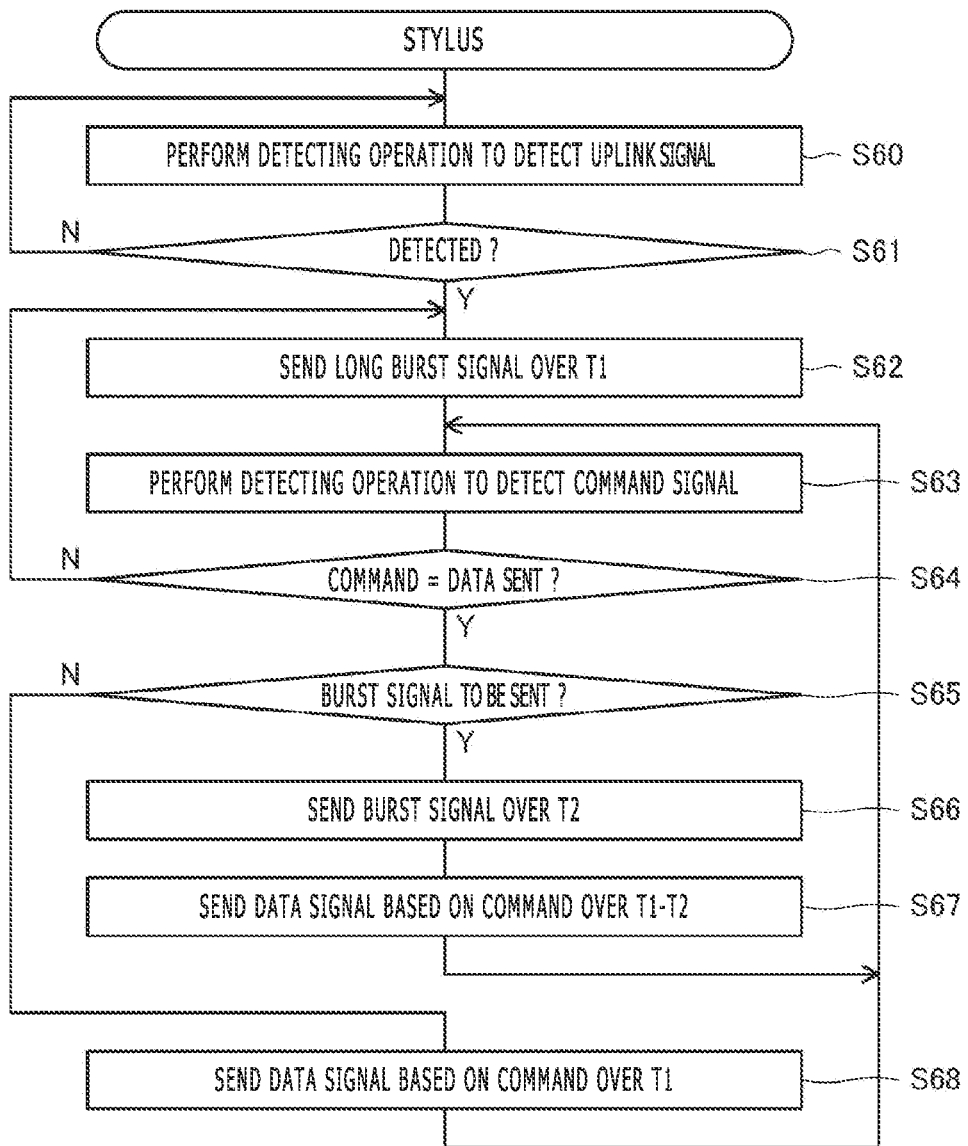 STYLUS
PERFORM DETECTING OPERATION TO DETECT UPLINK SIGNAL
S60
N
DETECTED ?
S61
Y
SEND LONG BURST SIGNAL OVER T1
S62
PERFORM DETECTING OPERATION TO DETECT COMMAND SIGNAL
S63
N
COMMAND = DATA SENT ?
S64
Y
N
BURST SIGNAL TO BE SENT ?
S65
Y
SEND BURST SIGNAL OVER T2
S66
SEND DATA SIGNAL BASED ON COMMAND OVER T1-T2
S67
SEND DATA SIGNAL BASED ON COMMAND OVER T1
S68